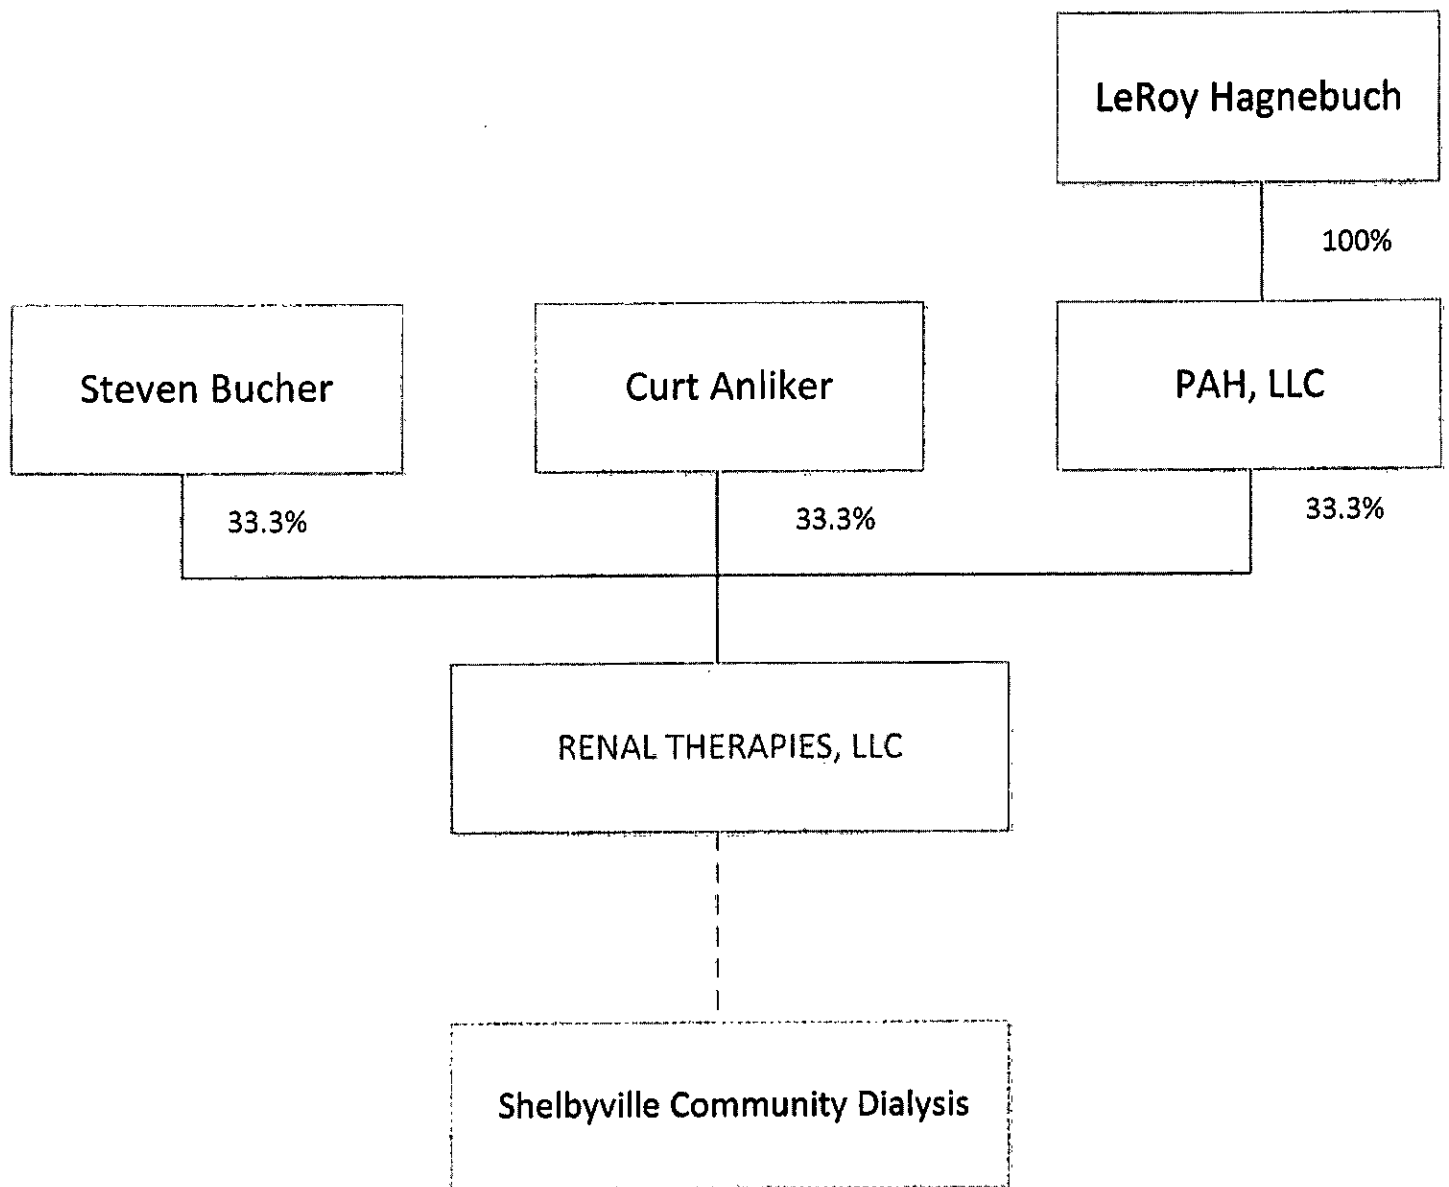 LeRoy Hagnebuch
100%
Steven Bucher
Curt Anliker
PAH, LLC
33.3%
33.3%
33.3%
RENAL THERAPIES, LLC
Shelbyville Community Dialysis